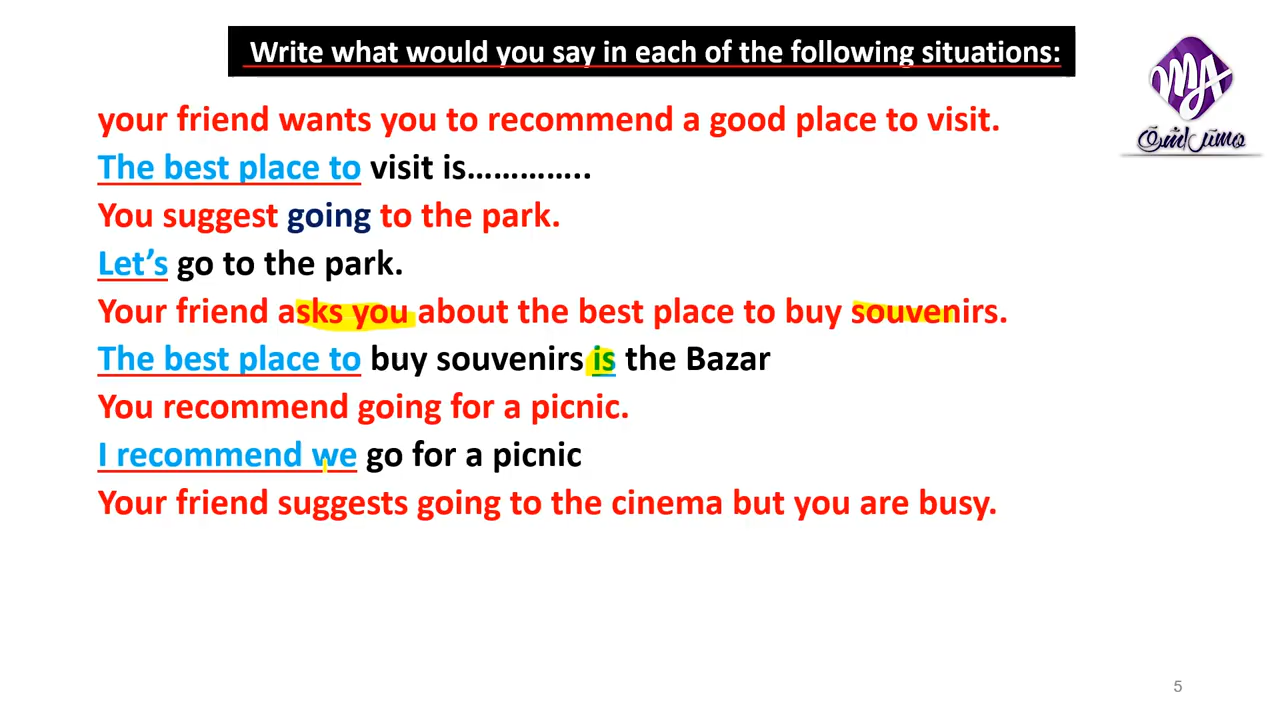 Write what would you say in each of the following situations:
your friend wants you to recommend a good place to visit.
The best place to visit is…………..
You suggest going to the park.
Let’s go to the park.
Your friend asks you about the best place to buy souvenirs.
The best place to buy souvenirs is the Bazar
You recommend going for a picnic.
I recommend we go for a picnic
Your friend suggests going to the cinema but you are busy.
MA
5